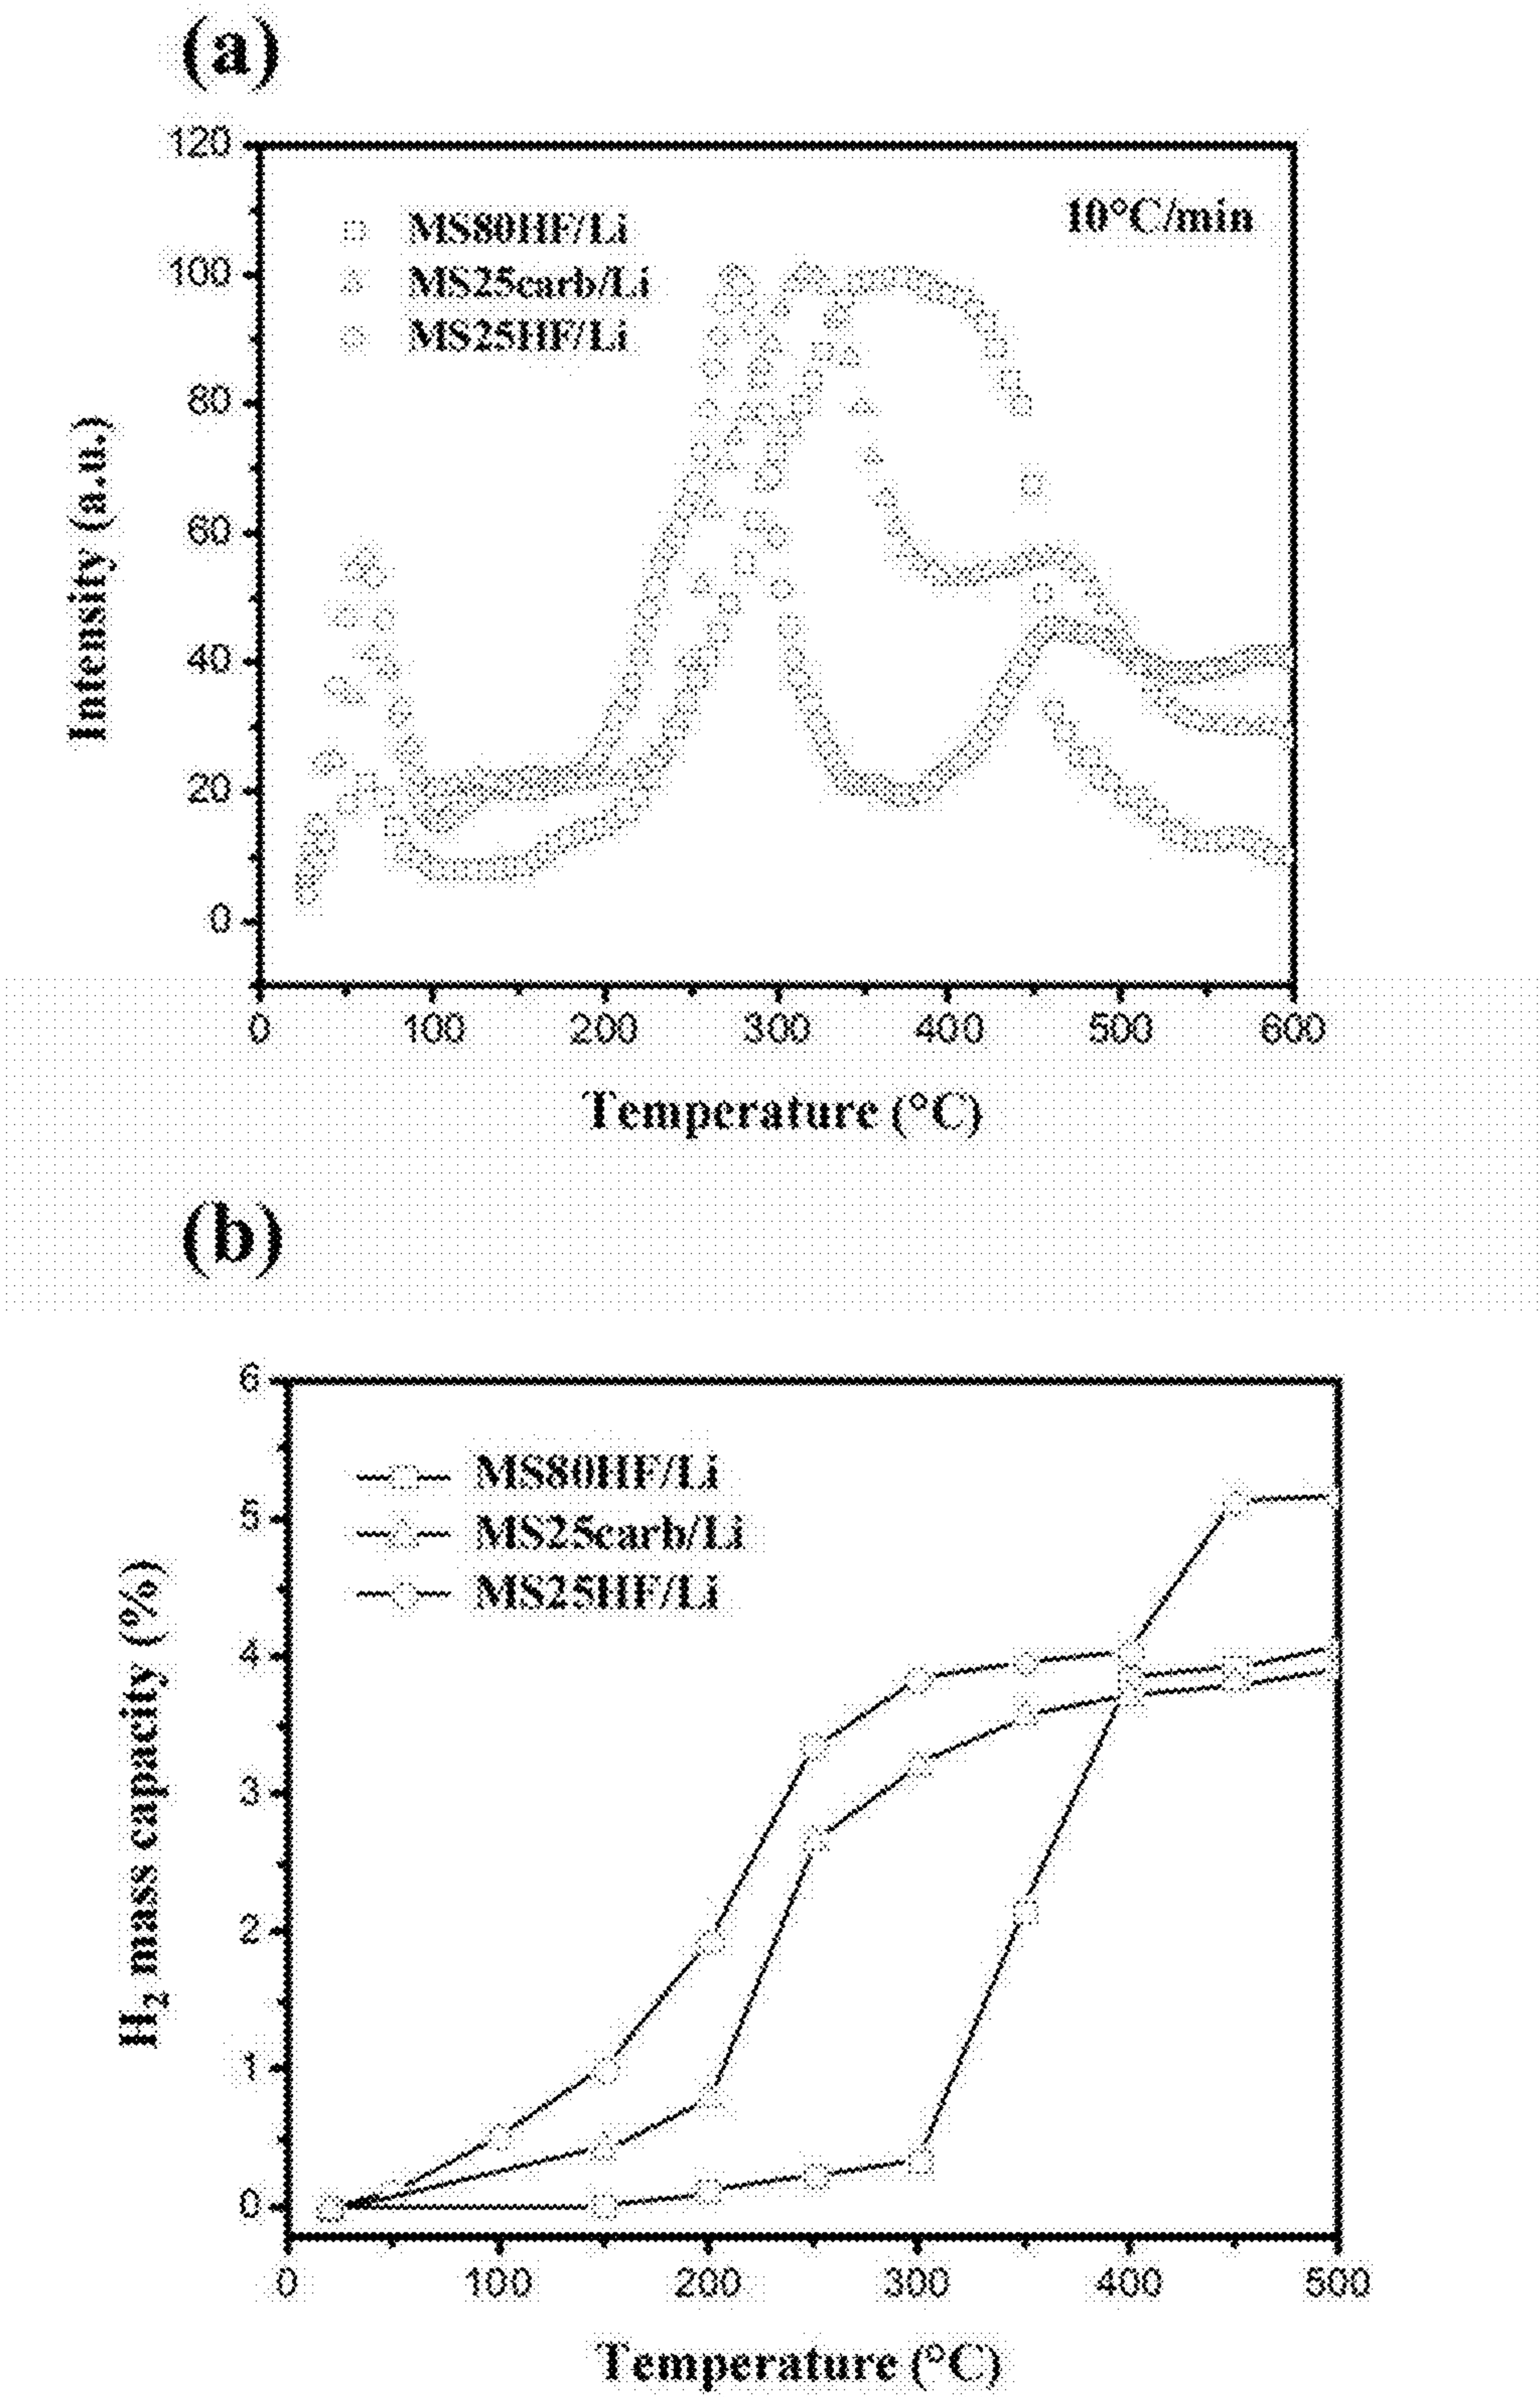 (a)
120
100
80
60
40
20
0
Intensity (a.u.)
MS80HF/Li
MS25carb/Li
MS25HF/Li
10°C/min
0 100 200 300 400 500 600
Temperature (°C)
(b)
6
5
4
3
2
1
0
H₂ mass capacity (%)
MS80HF/Li
MS25carb/Li
MS25HF/Li
0 100 200 300 400 500
Temperature (°C)